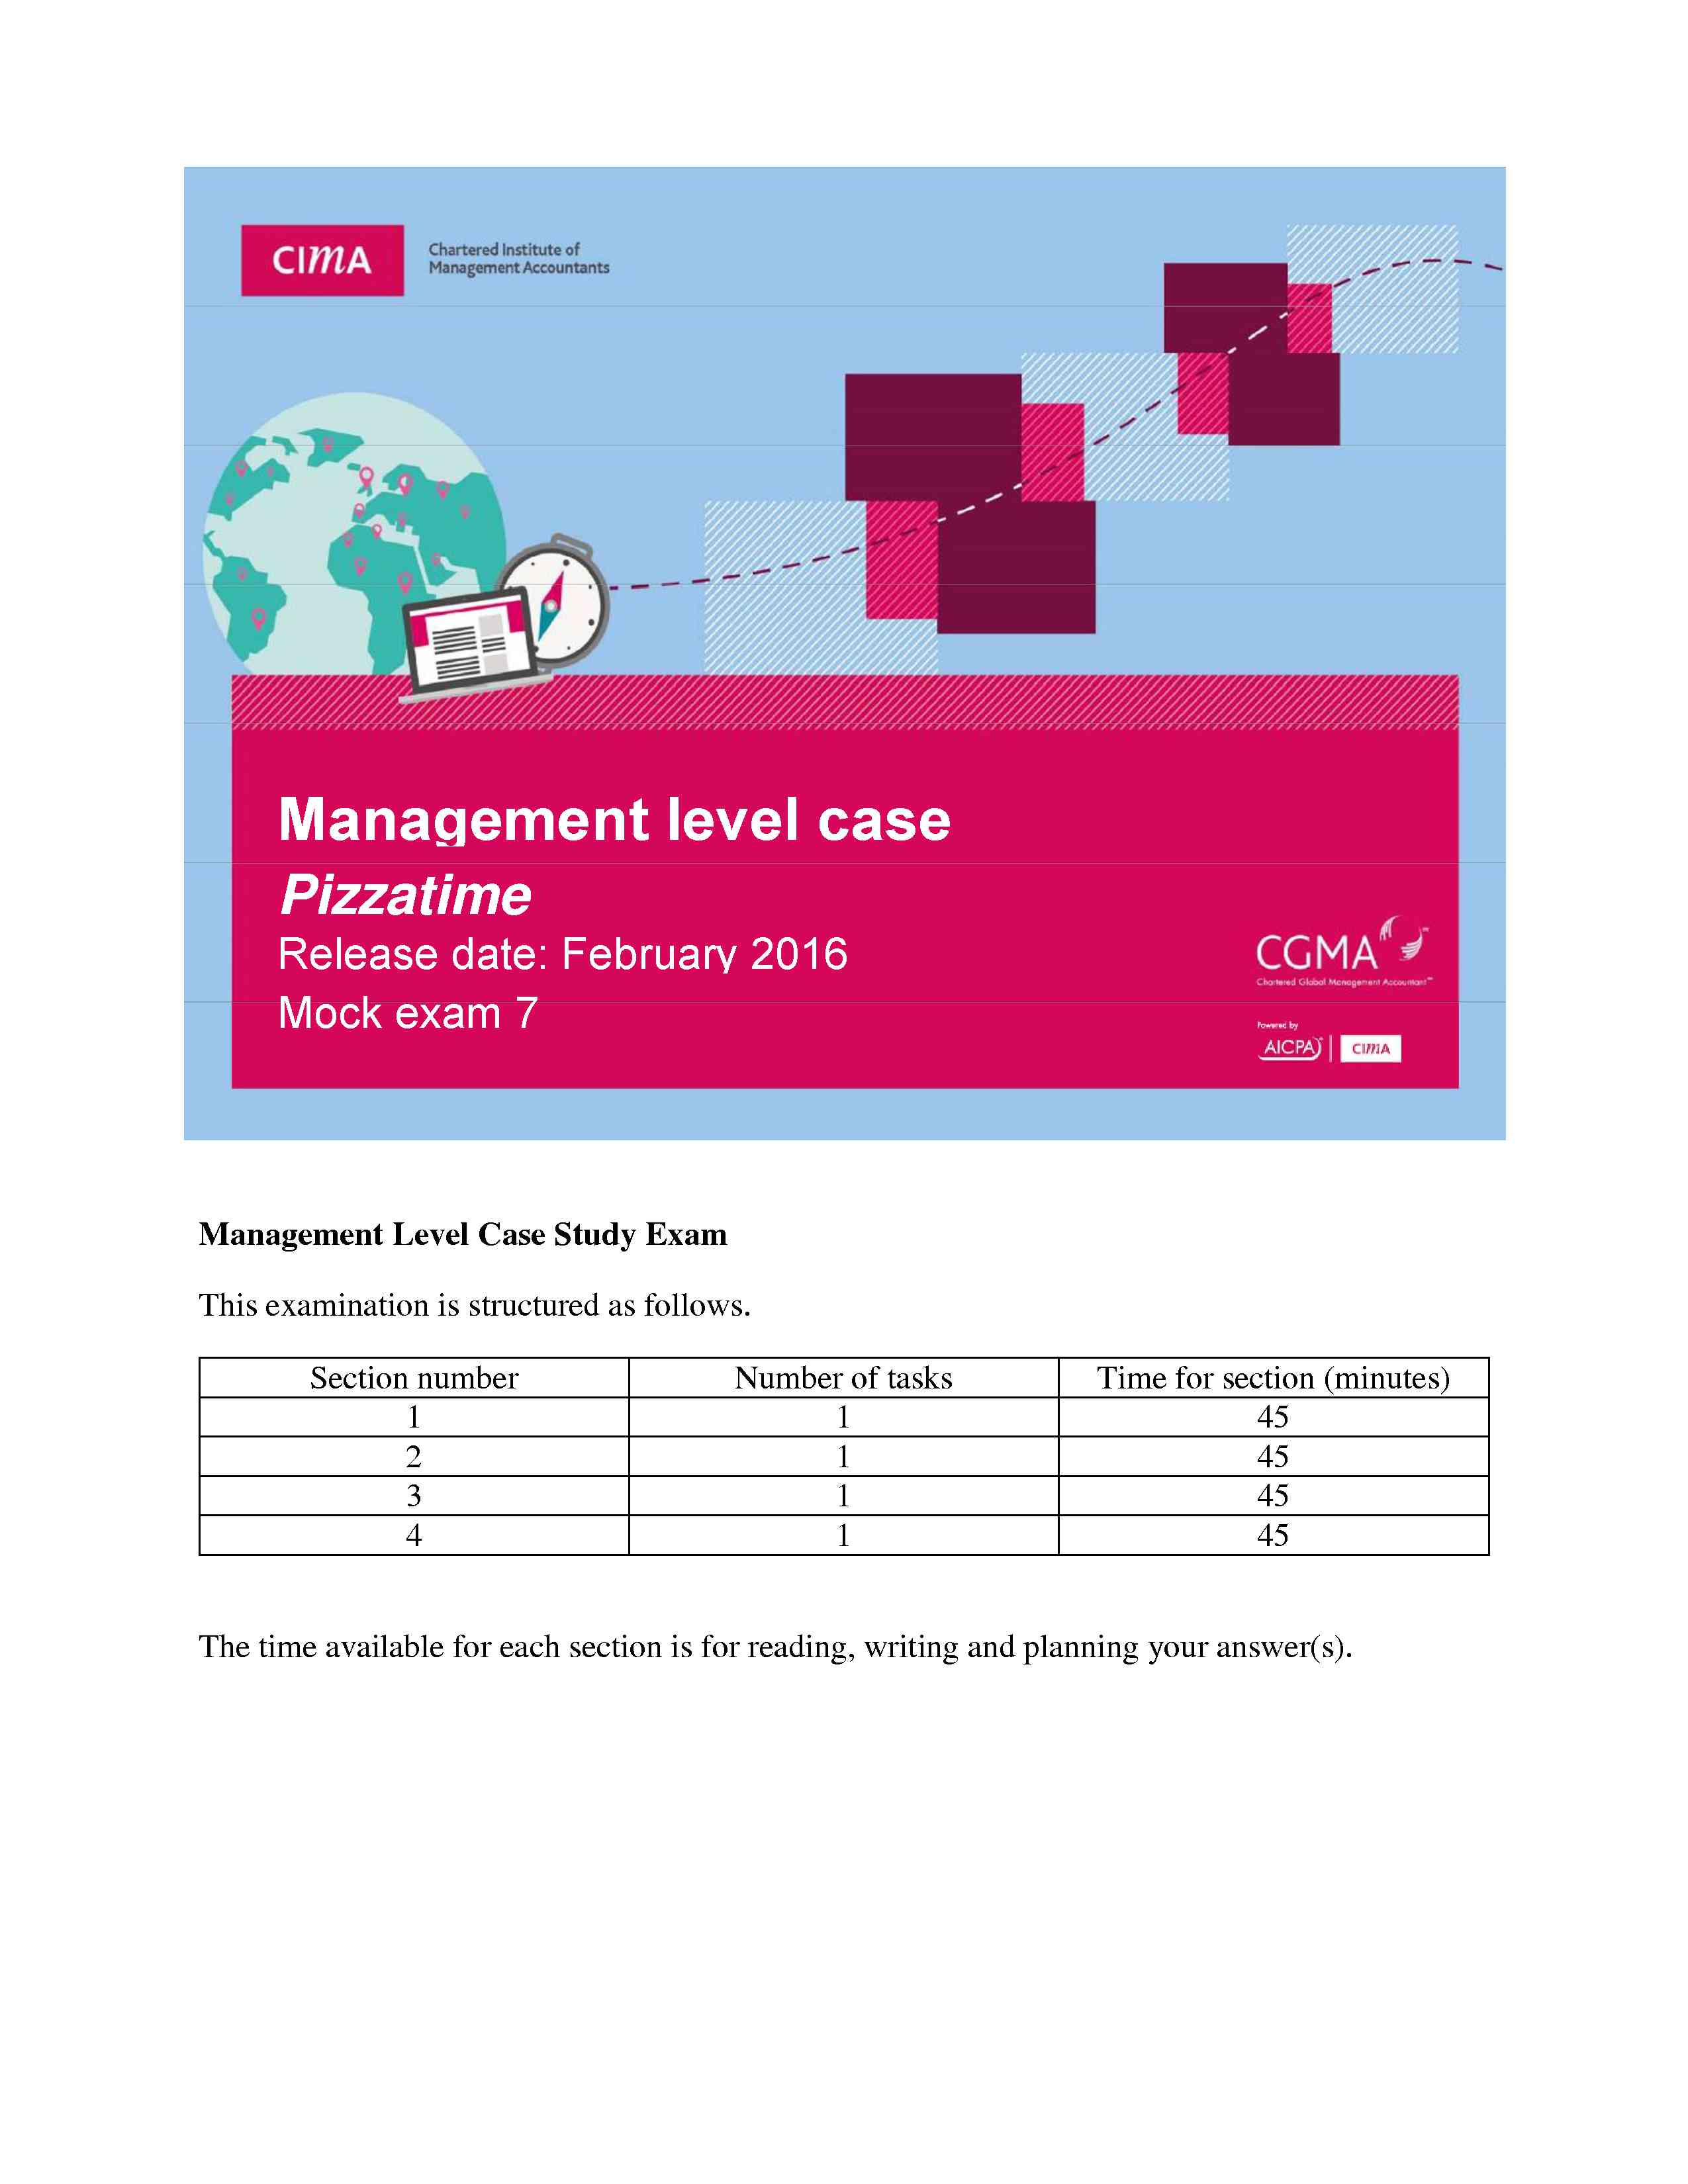 CIMA
Chartered Institute of
Management Accountants
Management level case
Pizzatime
Release date: February 2016
Mock exam 7
CGMA
Chartered Global Management Accountant™
Powered by
AICPA
CIMA
Management Level Case Study Exam
This examination is structured as follows.
Section number Number of tasks Time for section (minutes)
1 1 45
2 1 45
3 1 45
4 1 45
The time available for each section is for reading, writing and planning your answer(s).